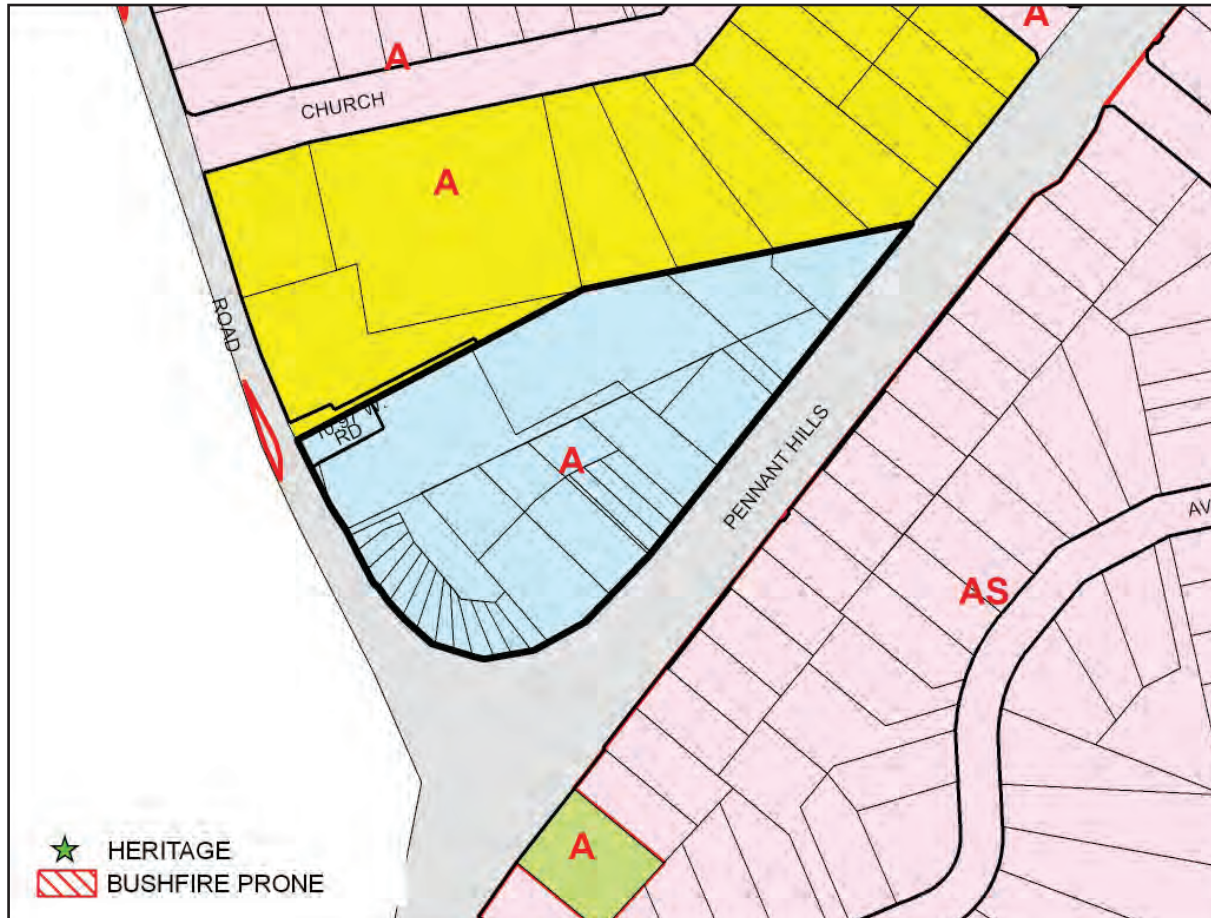 A
A
CHURCH
A
ROAD
W.
RD
A
PENNANT HILLS
AV
AS
A
HERITAGE
BUSHFIRE PRONE